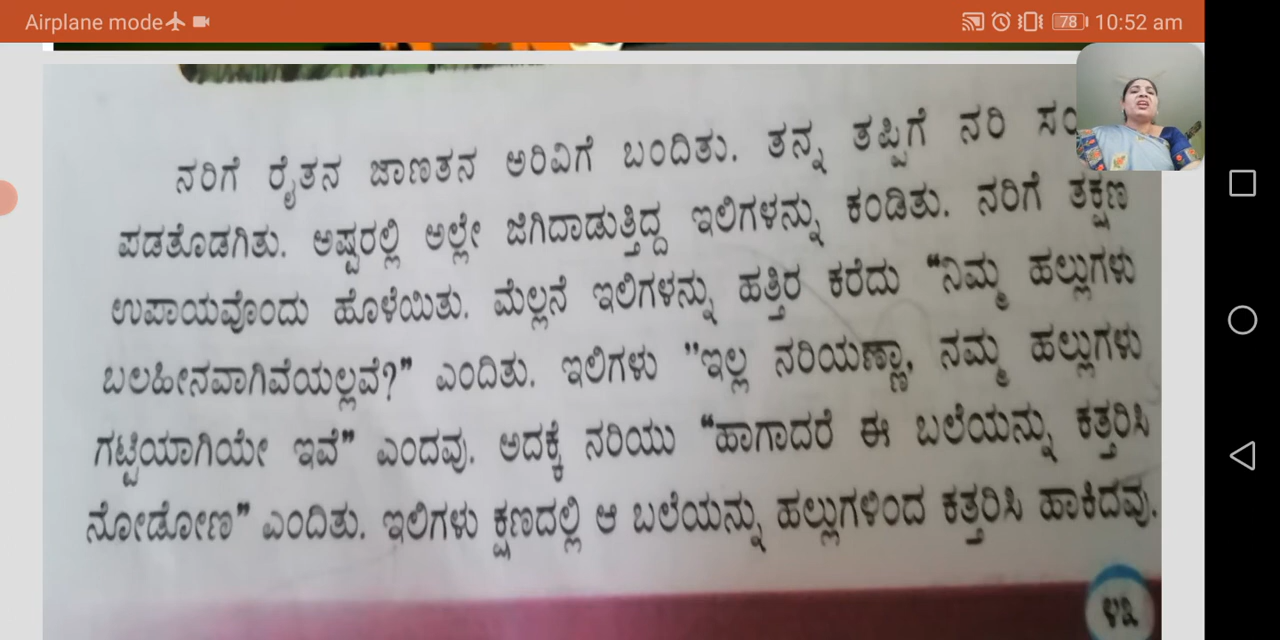 Airplane mode 78 10:52 am
ನರಿಗೆ ರೈತನ ಜಾಣತನ ಅರಿವಿಗೆ ಬಂದಿತು. ತನ್ನ ತಪ್ಪಿಗೆ ನರಿ
ಪಡತೊಡಗಿತು. ಅಷ್ಟರಲ್ಲಿ ಅಲ್ಲೇ ಜಿಗಿದಾಡುತ್ತಿದ್ದ ಇಲಿಗಳನ್ನು ಕಂಡಿತು. ನರಿಗೆ ತಕ್ಷಣ
ಉಪಾಯವೊಂದು ಹೊಳೆಯಿತು. ಮೆಲ್ಲನೆ ಇಲಿಗಳನ್ನು ಹತ್ತಿರ ಕರೆದು “ನಿಮ್ಮ ಹಲ್ಲುಗಳು
ಬಲಹೀನವಾಗಿವೆಯಲ್ಲವೆ?” ಎಂದಿತು. ಇಲಿಗಳು ”ಇಲ್ಲ ನರಿಯಣ್ಣಾ, ನಮ್ಮ ಹಲ್ಲುಗಳು
ಗಟ್ಟಿಯಾಗಿಯೇ ಇವೆ” ಎಂದವು. ಅದಕ್ಕೆ ನರಿಯು “ಹಾಗಾದರೆ ಈ ಬಲೆಯನ್ನು ಕತ್ತರಿಸಿ
ನೋಡೋಣ” ಎಂದಿತು. ಇಲಿಗಳು ಕ್ಷಣದಲ್ಲಿ ಆ ಬಲೆಯನ್ನು ಹಲ್ಲುಗಳಿಂದ ಕತ್ತರಿಸಿ ಹಾಕಿದವು.
೪೩